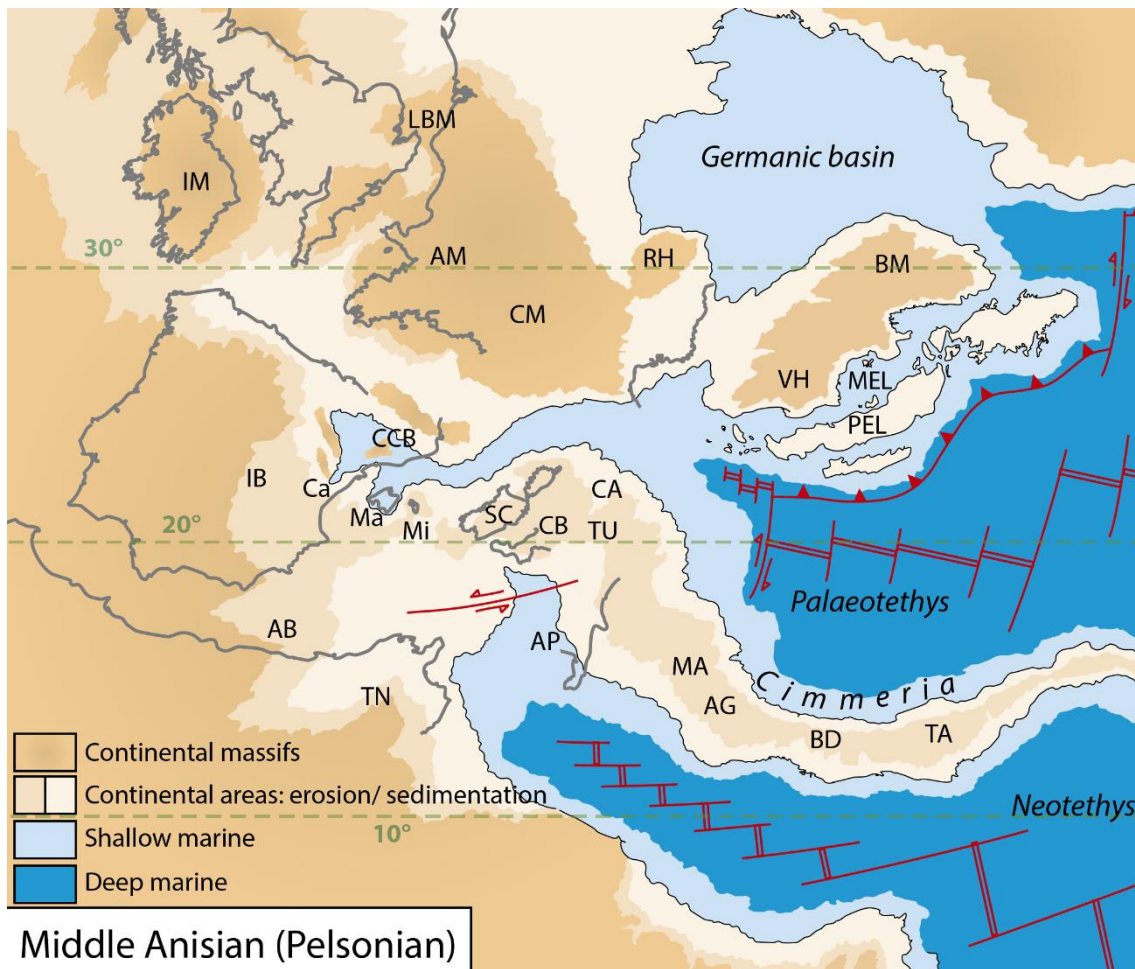 LBM
Germanic basin
IM
30°
AM
RH
BM
CM
VH
MEL
PEL
CCB
IB
Ca
CA
Ma
Mi
SC
CB
TU
20°
Palaeotethys
AB
AP
MA
Cimmeria
TN
AG
BD
TA
Continental massifs
Continental areas: erosion/ sedimentation
Neotethys
10°
Shallow marine
Deep marine
Middle Anisian (Pelsonian)